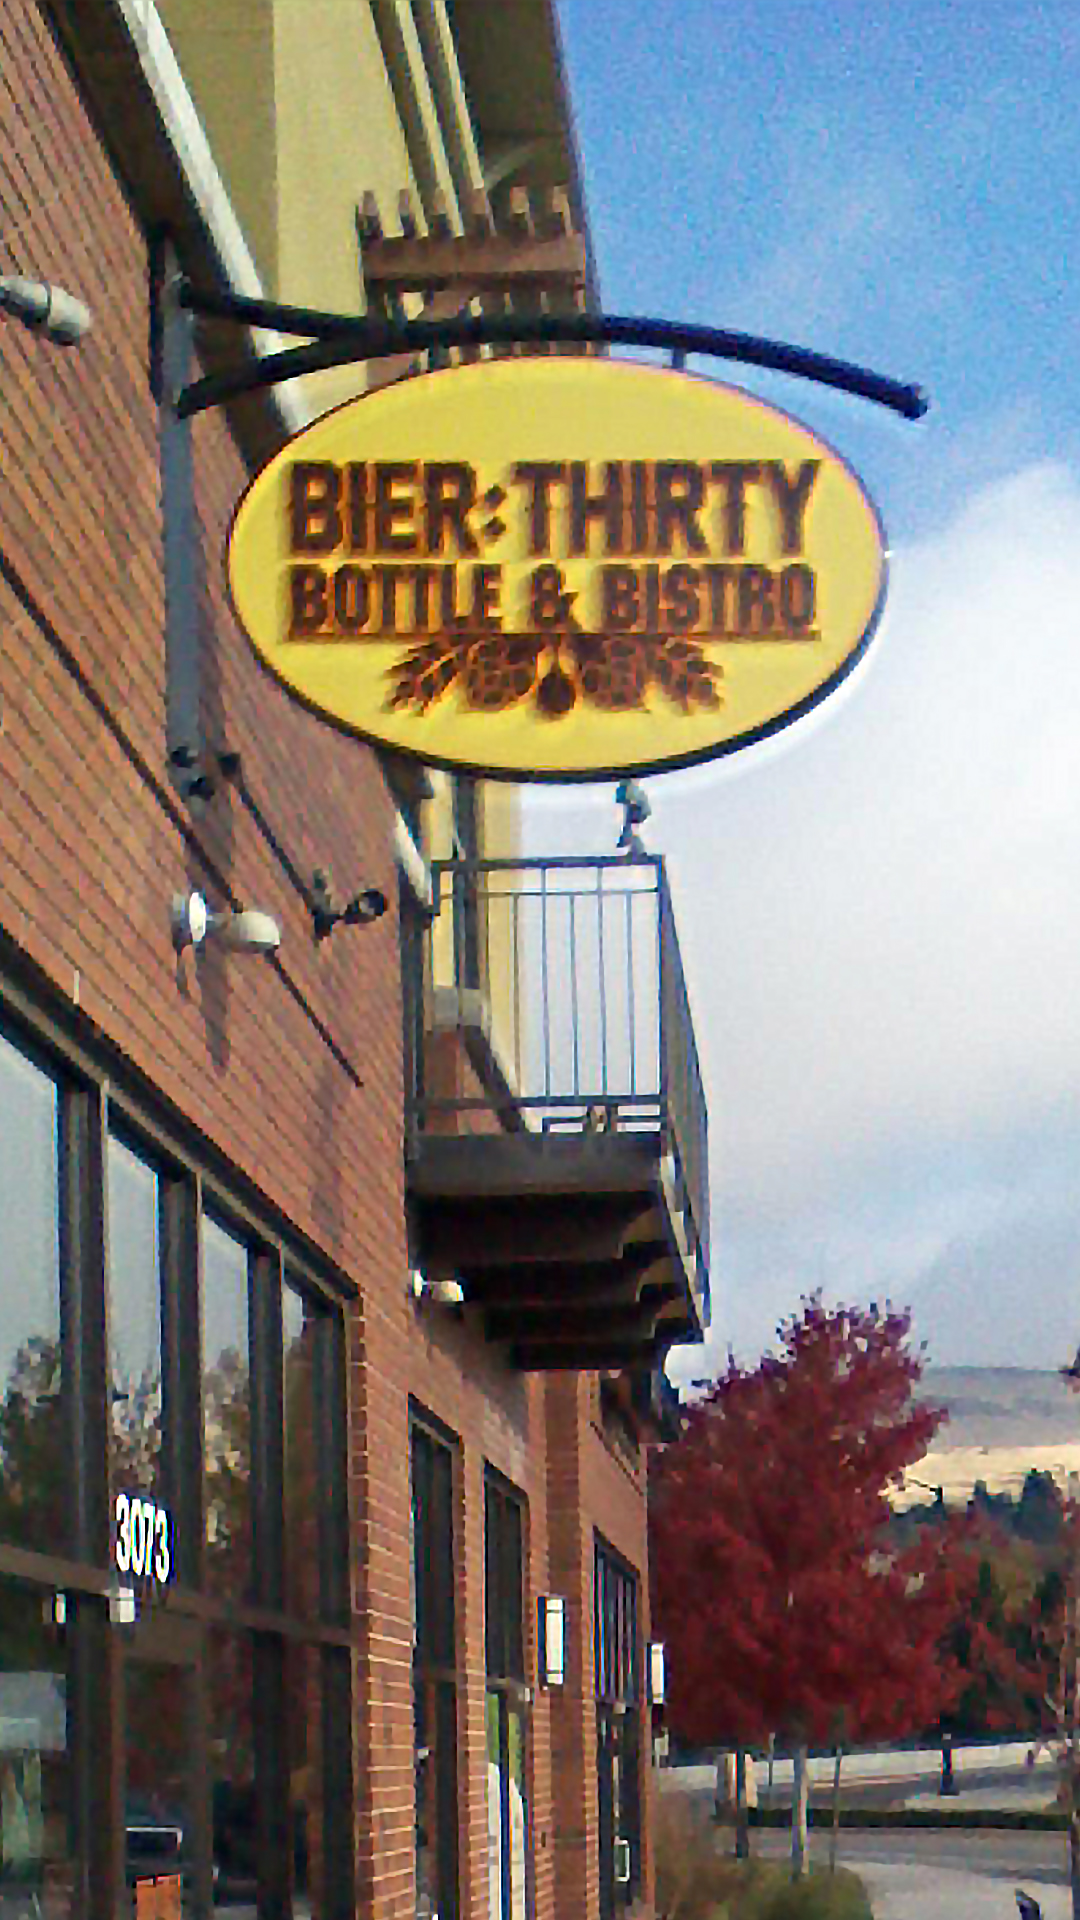 BIER:THIRTY
BOTTLE & BISTRO
3073